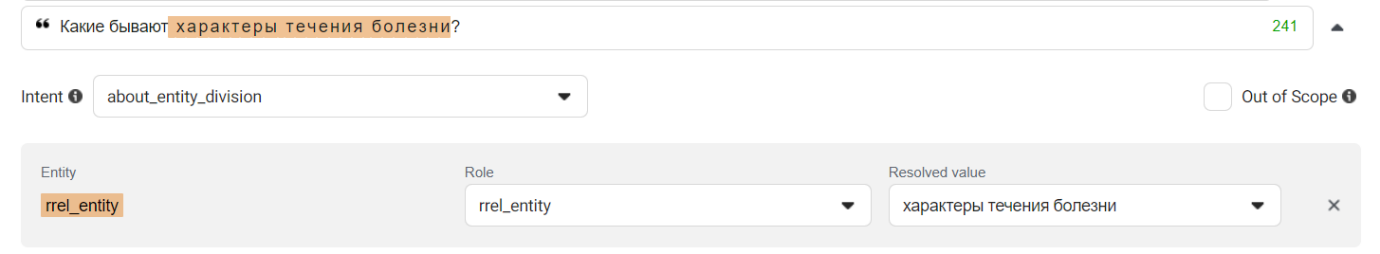 ❝ Какие бывают характеры течения болезни? 241
Intent about_entity_division Out of Scope
Entity Role Resolved value
rrel_entity rrel_entity характеры течения болезни ×